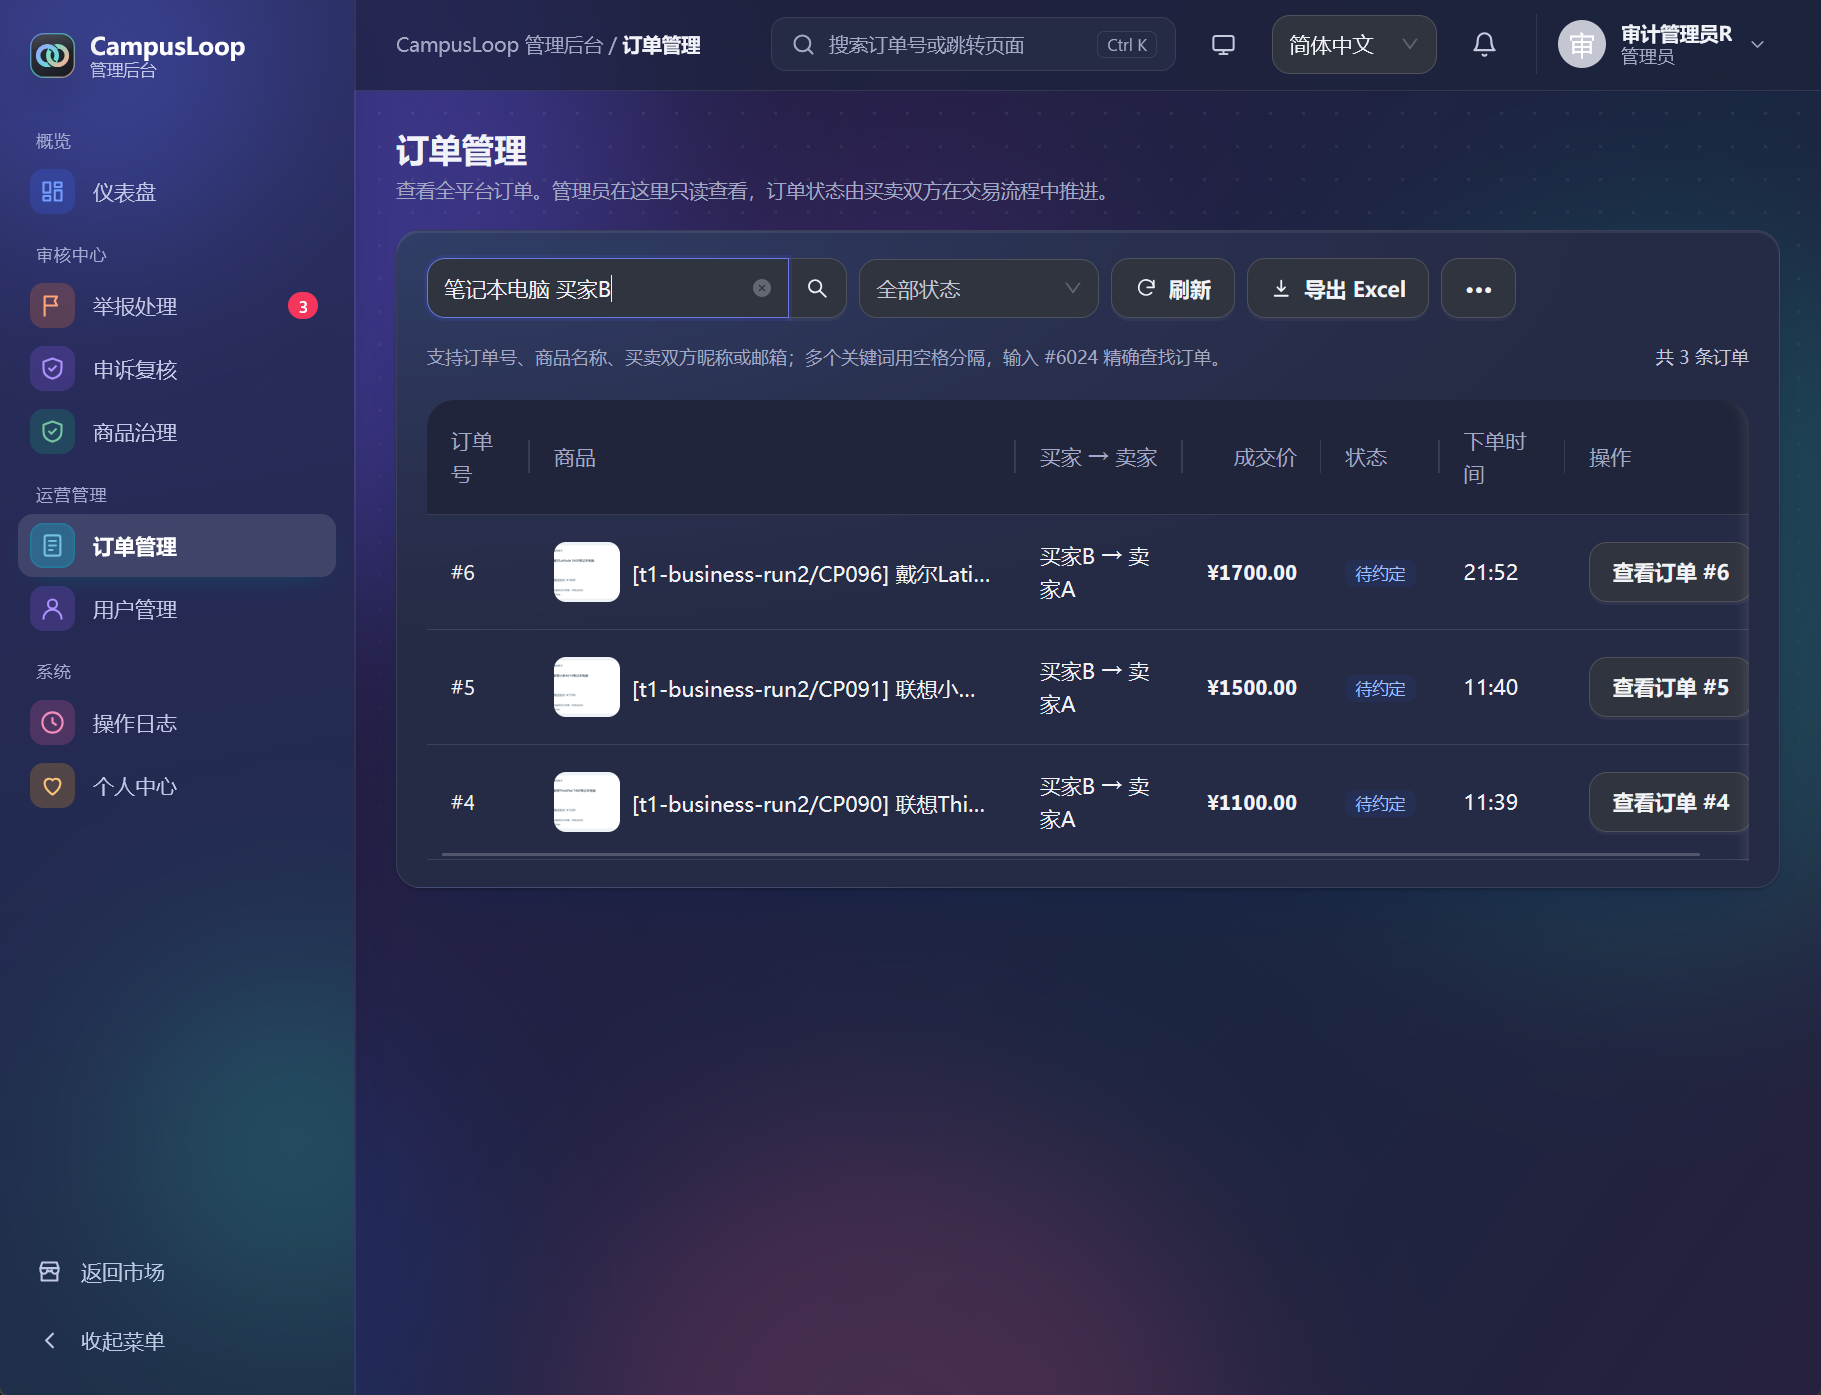 CampusLoop
管理后台
概览
仪表盘
审核中心
举报处理
3
申诉复核
商品治理
运营管理
订单管理
用户管理
系统
操作日志
个人中心
返回市场
收起菜单
CampusLoop 管理后台 / 订单管理
搜索订单号或跳转页面
Ctrl K
简体中文
审
审计管理员R
管理员
订单管理
查看全平台订单。管理员在这里只读查看，订单状态由买卖双方在交易流程中推进。
笔记本电脑 买家B
全部状态
刷新
导出 Excel
支持订单号、商品名称、买卖双方昵称或邮箱；多个关键词用空格分隔，输入 #6024 精确查找订单。
共 3 条订单
订单
号
商品
买家 → 卖家
成交价
状态
下单时
间
操作
#6
[t1-business-run2/CP096] 戴尔Lati...
买家B → 卖
家A
¥1700.00
待约定
21:52
查看订单 #6
#5
[t1-business-run2/CP091] 联想小...
买家B → 卖
家A
¥1500.00
待约定
11:40
查看订单 #5
#4
[t1-business-run2/CP090] 联想Thi...
买家B → 卖
家A
¥1100.00
待约定
11:39
查看订单 #4